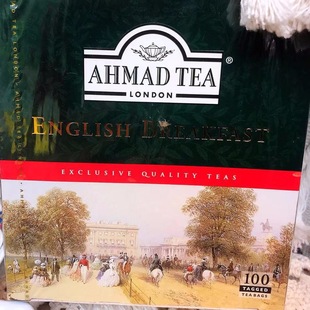 AHMAD TEA®
LONDON
ENGLISH BREAKFAST
EXCLUSIVE QUALITY TEAS
100
TAGGED
TEA BAGS